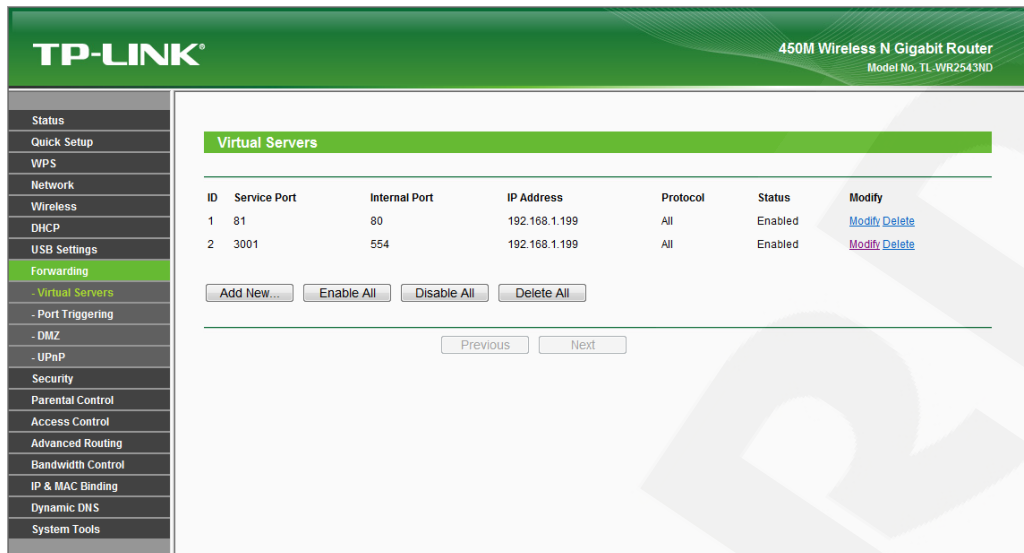 TP-LINK®
450M Wireless N Gigabit Router
Model No. TL-WR2543ND
Status
Quick Setup
WPS
Network
Wireless
DHCP
USB Settings
Forwarding
- Virtual Servers
- Port Triggering
- DMZ
- UPnP
Security
Parental Control
Access Control
Advanced Routing
Bandwidth Control
IP & MAC Binding
Dynamic DNS
System Tools
Virtual Servers
ID Service Port Internal Port IP Address Protocol Status Modify
1 81 80 192.168.1.199 All Enabled Modify Delete
2 3001 554 192.168.1.199 All Enabled Modify Delete
Add New... Enable All Disable All Delete All
Previous Next